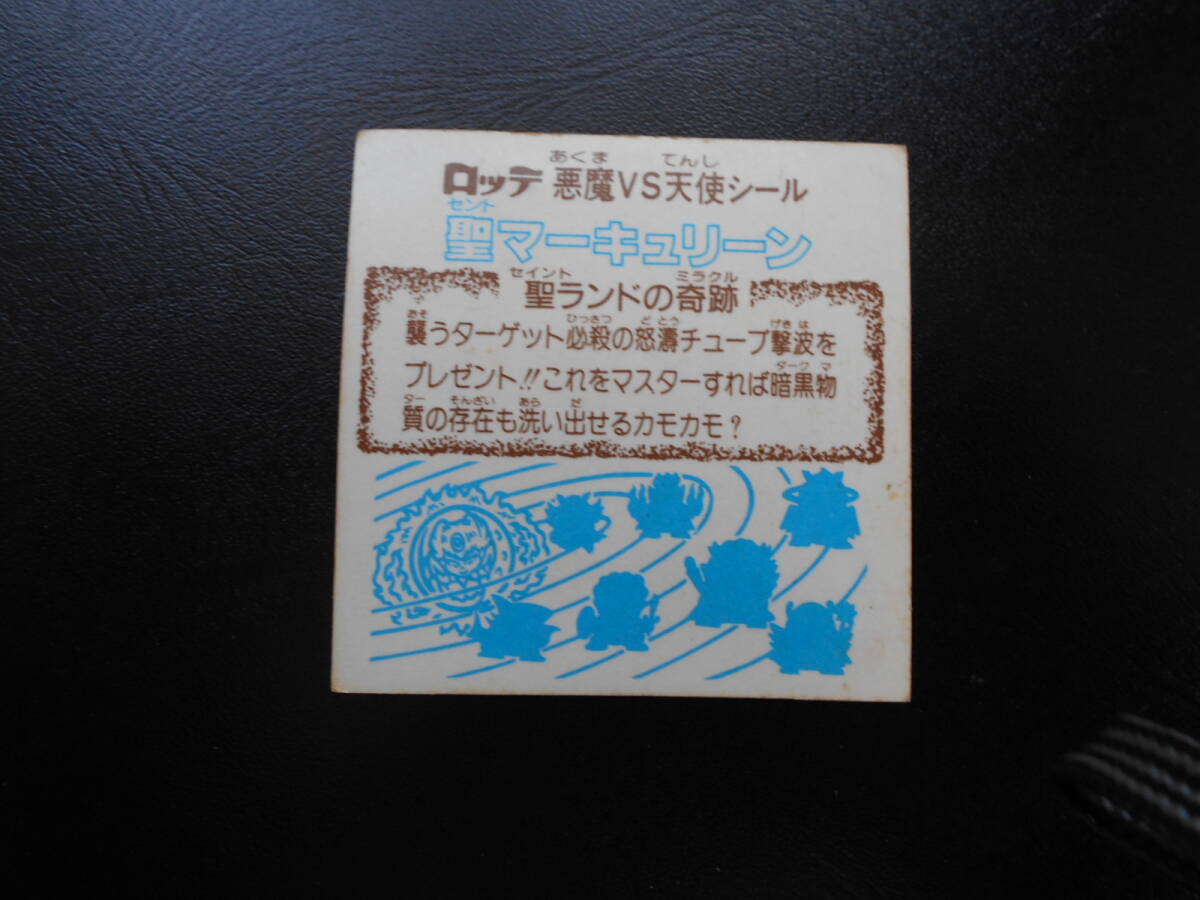 あくま てんし
ロッテ 悪魔VS天使シール
セント
聖マーキュリーン
セイント ミラクル
聖ランドの奇跡
おそ ひっさつ どとう げきは
襲うターゲット必殺の怒濤チューブ撃波を
ダークマ
プレゼント!!これをマスターすれば暗黒物
ター そんざい あら だ
質の存在も洗い出せるカモカモ?